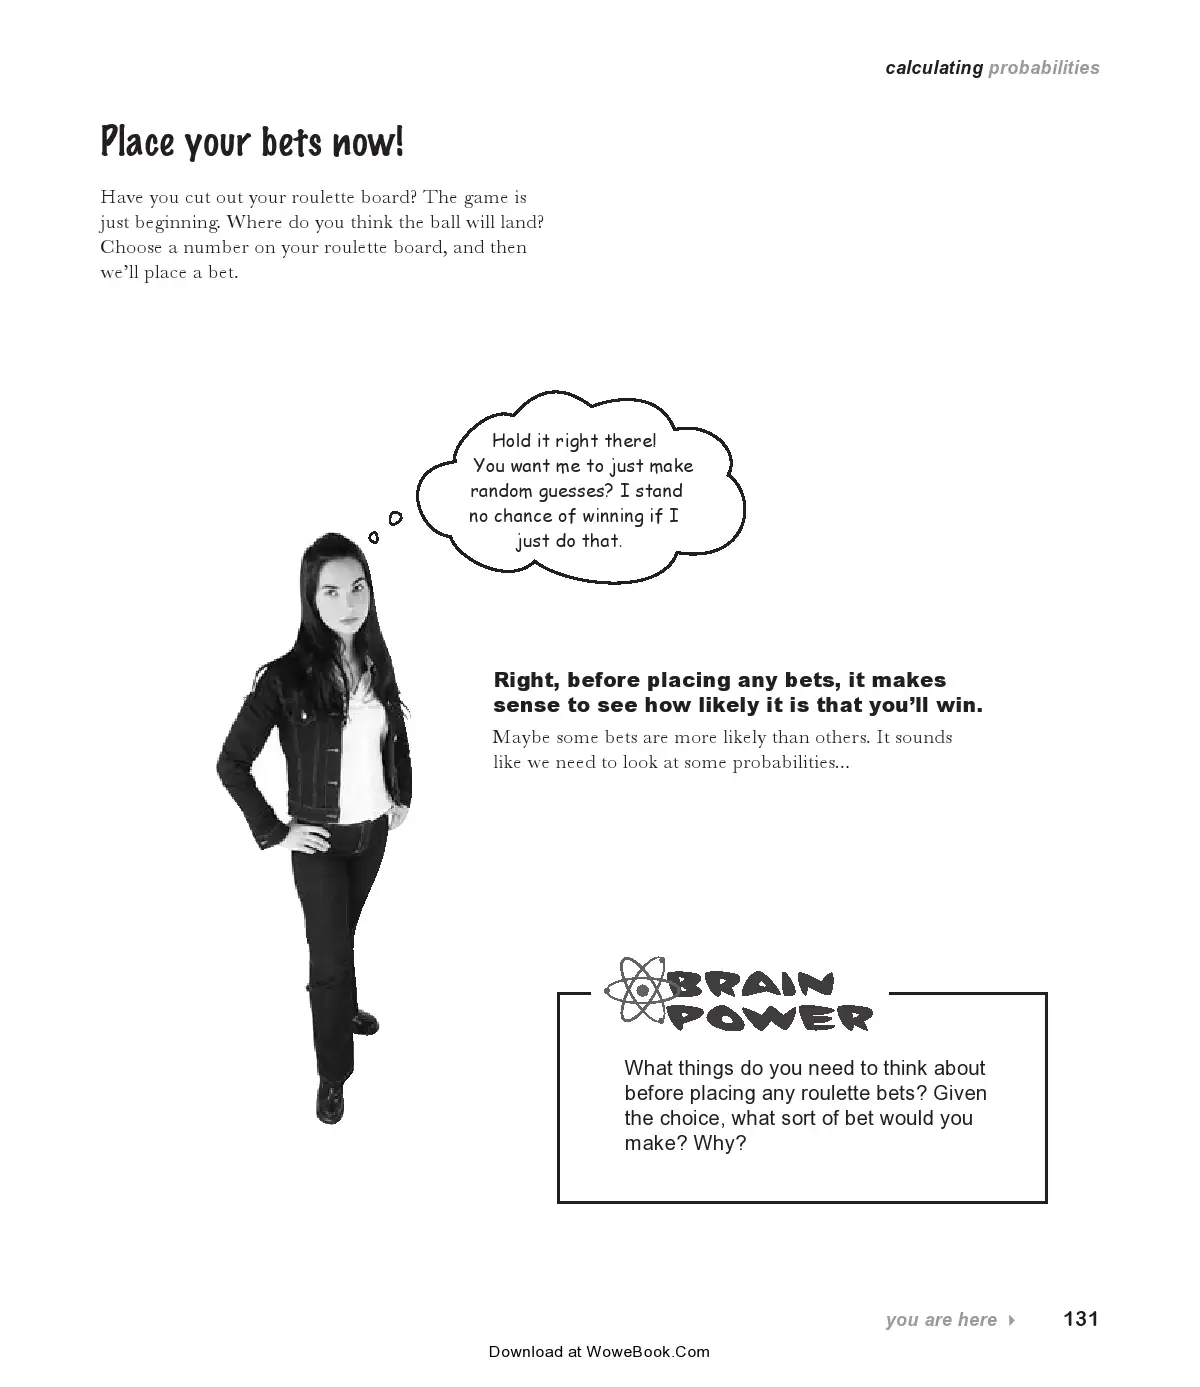 calculating probabilities
Place your bets now!
Have you cut out your roulette board? The game is
just beginning. Where do you think the ball will land?
Choose a number on your roulette board, and then
we'll place a bet.
Hold it right there!
You want me to just make
random guesses? I stand
no chance of winning if I
just do that.
Right, before placing any bets, it makes
sense to see how likely it is that you'll win.
Maybe some bets are more likely than others. It sounds
like we need to look at some probabilities...
BRAIN
POWER
What things do you need to think about
before placing any roulette bets? Given
the choice, what sort of bet would you
make? Why?
you are here 131
Download at WoweBook.Com